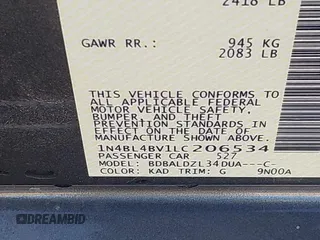 2418 LB
GAWR RR.: 945 KG
2083 LB
THIS VEHICLE CONFORMS TO
ALL APPLICABLE FEDERAL
MOTOR VEHICLE SAFETY,
BUMPER, AND THEFT
PREVENTION STANDARDS
IN EFFECT ON THE DATE OF
MANUFACTURE SHOWN ABOVE.
1N4BL4BV1LC206534
PASSENGER CAR 527
MODEL: BDBALDZL34DUA---C-
COLOR: KAD TRIM: G 9N00A
DREAMBID